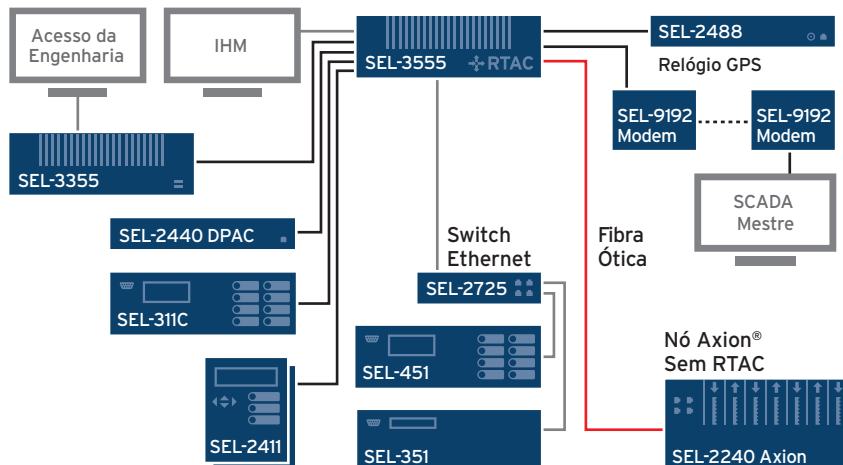 Acesso da
Engenharia
IHM
SEL-3555
RTAC
SEL-2488
Relógio GPS
SEL-9192
Modem
SEL-9192
Modem
SEL-3355
SCADA
Mestre
SEL-2440 DPAC
Switch
Ethernet
Fibra
Ótica
SEL-2725
SEL-311C
Nó Axion®
Sem RTAC
SEL-451
SEL-2411
SEL-351
SEL-2240 Axion